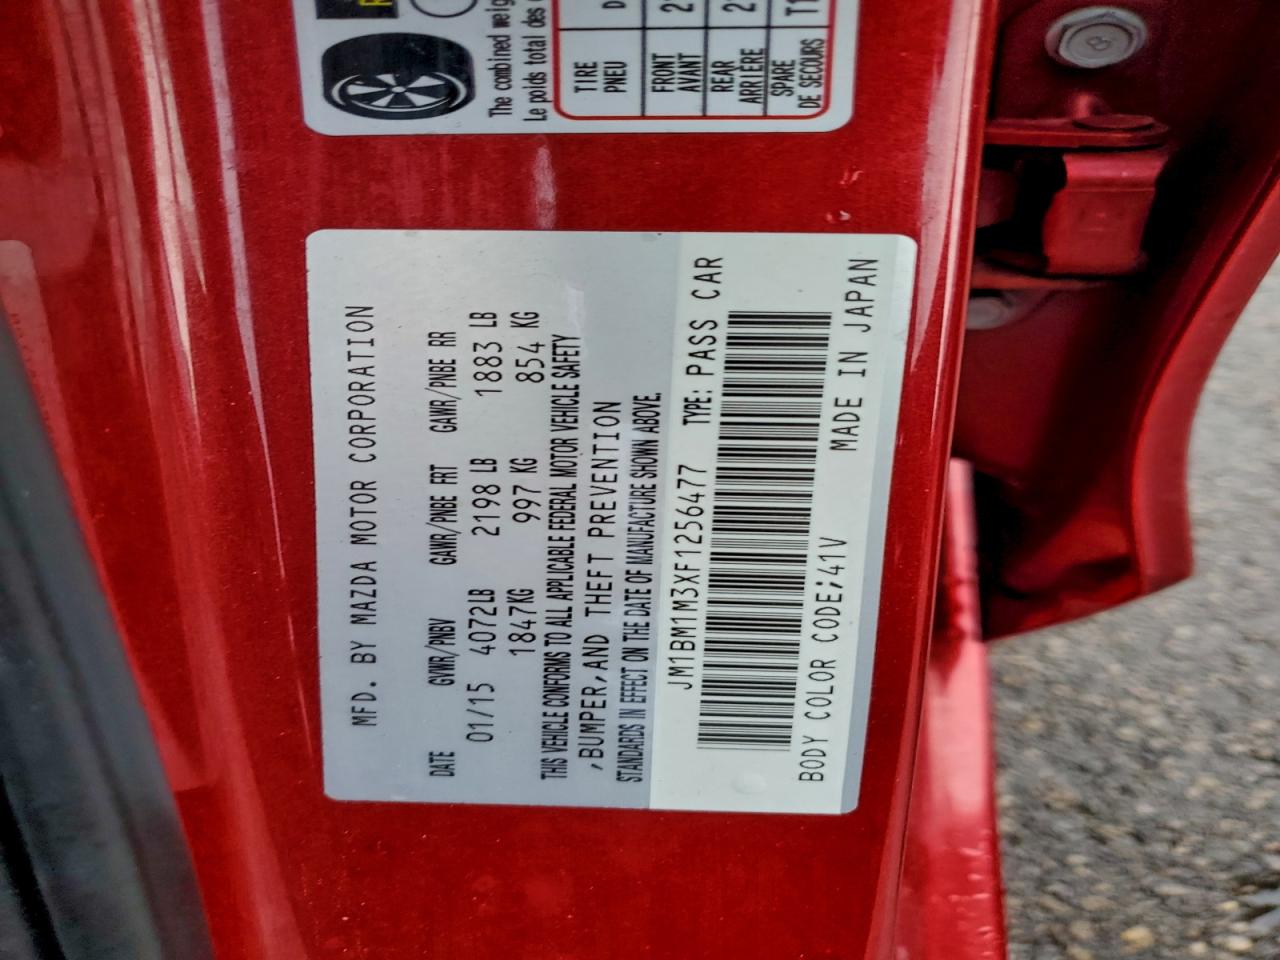 MFD. BY MAZDA MOTOR CORPORATION
DATE GVWR/PNBV GAWR/PNBE FRT GAWR/PNBE RR
01/15 4072LB 2198 LB 1883 LB
1847KG 997 KG 854 KG
THIS VEHICLE CONFORMS TO ALL APPLICABLE FEDERAL MOTOR VEHICLE SAFETY
,BUMPER,AND THEFT PREVENTION
STANDARDS IN EFFECT ON THE DATE OF MANUFACTURE SHOWN ABOVE.
JM1BM1M3XF1256477 TYPE: PASS CAR
BODY COLOR CODE;41V MADE IN JAPAN
The combined
Le poids total des
TIRE
PNEU
FRONT
AVANT
REAR
ARRIÈRE
SPARE
DE SECOURS
8